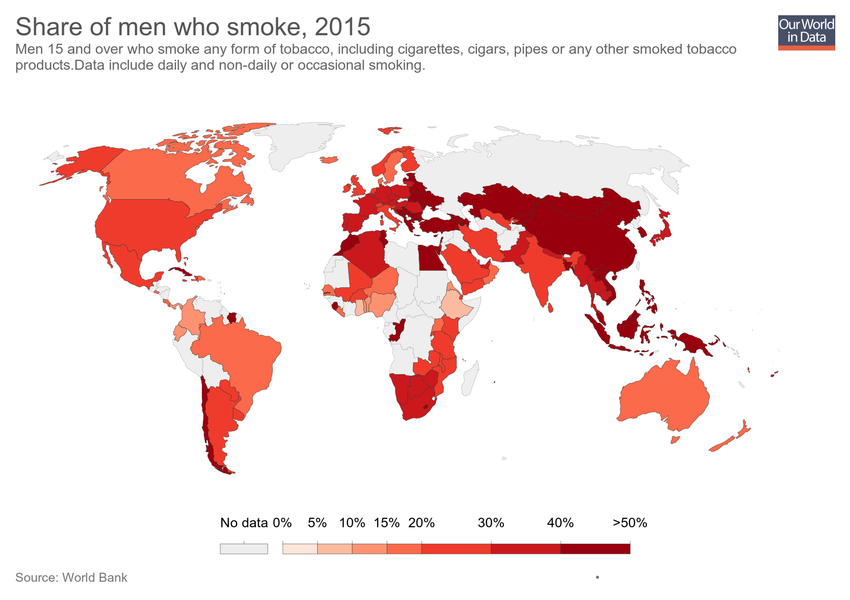 Share of men who smoke, 2015
Our World
in Data
Men 15 and over who smoke any form of tobacco, including cigarettes, cigars, pipes or any other smoked tobacco
products.Data include daily and non-daily or occasional smoking.
No data 0% 5% 10% 15% 20% 30% 40% >50%
Source: World Bank